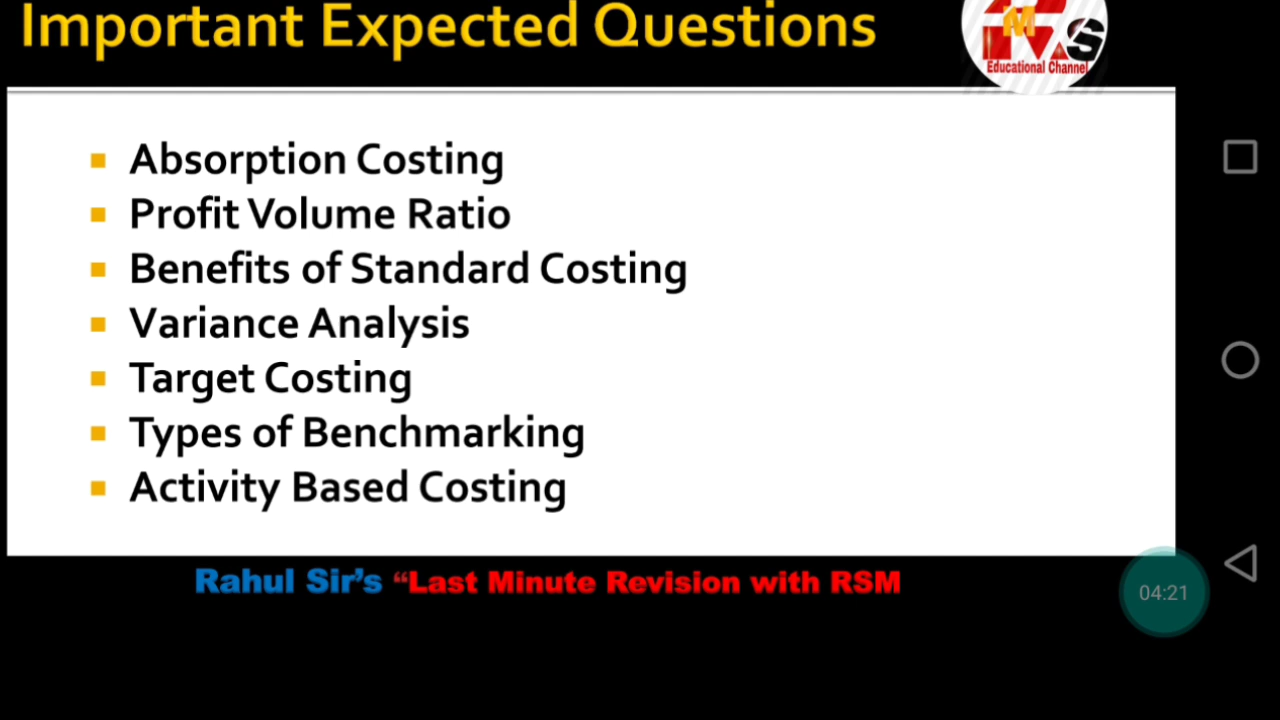 Important Expected Questions
M
S
Educational Channel
Absorption Costing
Profit Volume Ratio
Benefits of Standard Costing
Variance Analysis
Target Costing
Types of Benchmarking
Activity Based Costing
Rahul Sir's “Last Minute Revision with RSM
04:21